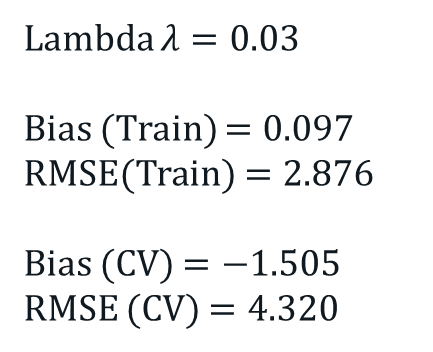 Lambda λ = 0.03
Bias (Train) = 0.097
RMSE(Train) = 2.876
Bias (CV) = −1.505
RMSE (CV) = 4.320